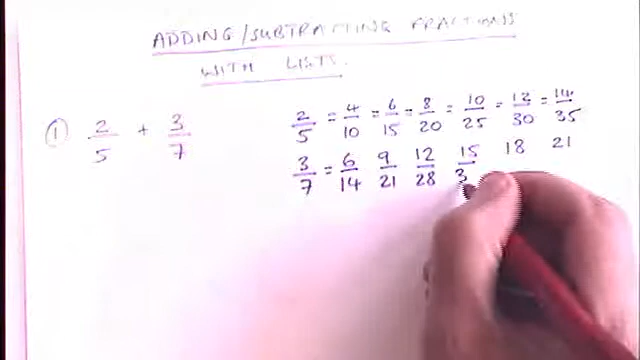 ADDING/SUBTRACTING FRACTIONS
WITH LISTS.
① 2/5 + 3/7
2/5 = 4/10 = 6/15 = 8/20 = 10/25 = 12/30 = 14/35
3/7 = 6/14 9/21 12/28 15/3 18 21